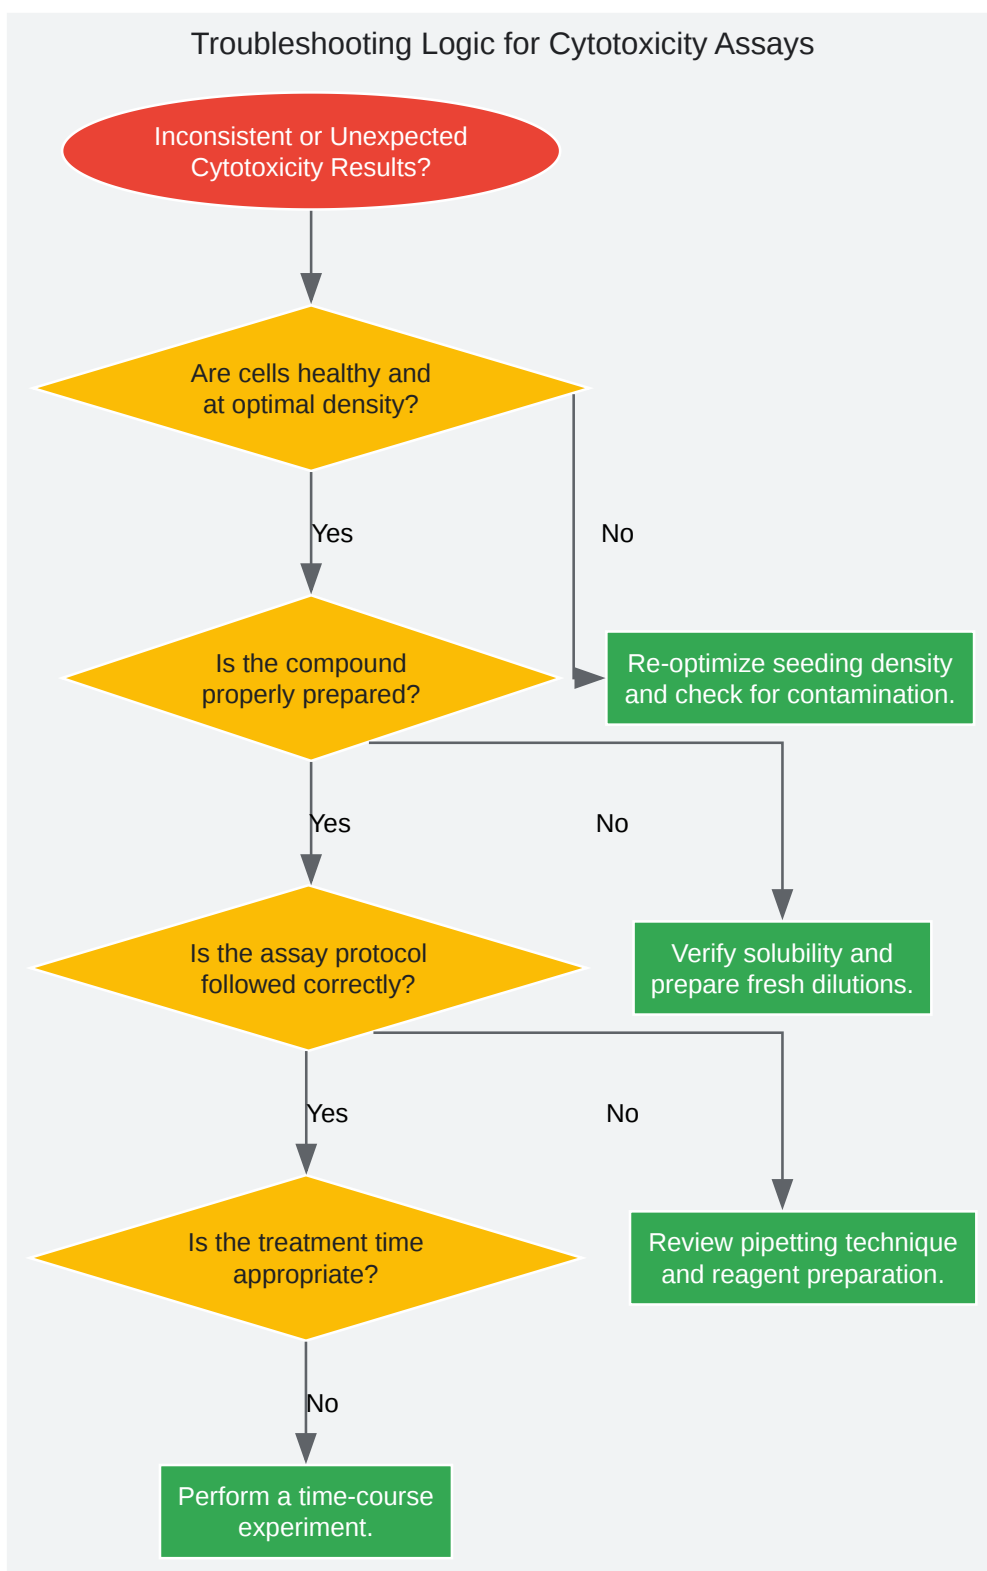 Troubleshooting Logic for Cytotoxicity Assays
Inconsistent or Unexpected
Cytotoxicity Results?
Are cells healthy and
at optimal density?
Yes
No
Is the compound
properly prepared?
Re-optimize seeding density
and check for contamination.
Yes
No
Is the assay protocol
followed correctly?
Verify solubility and
prepare fresh dilutions.
Yes
No
Is the treatment time
appropriate?
Review pipetting technique
and reagent preparation.
No
Perform a time-course
experiment.